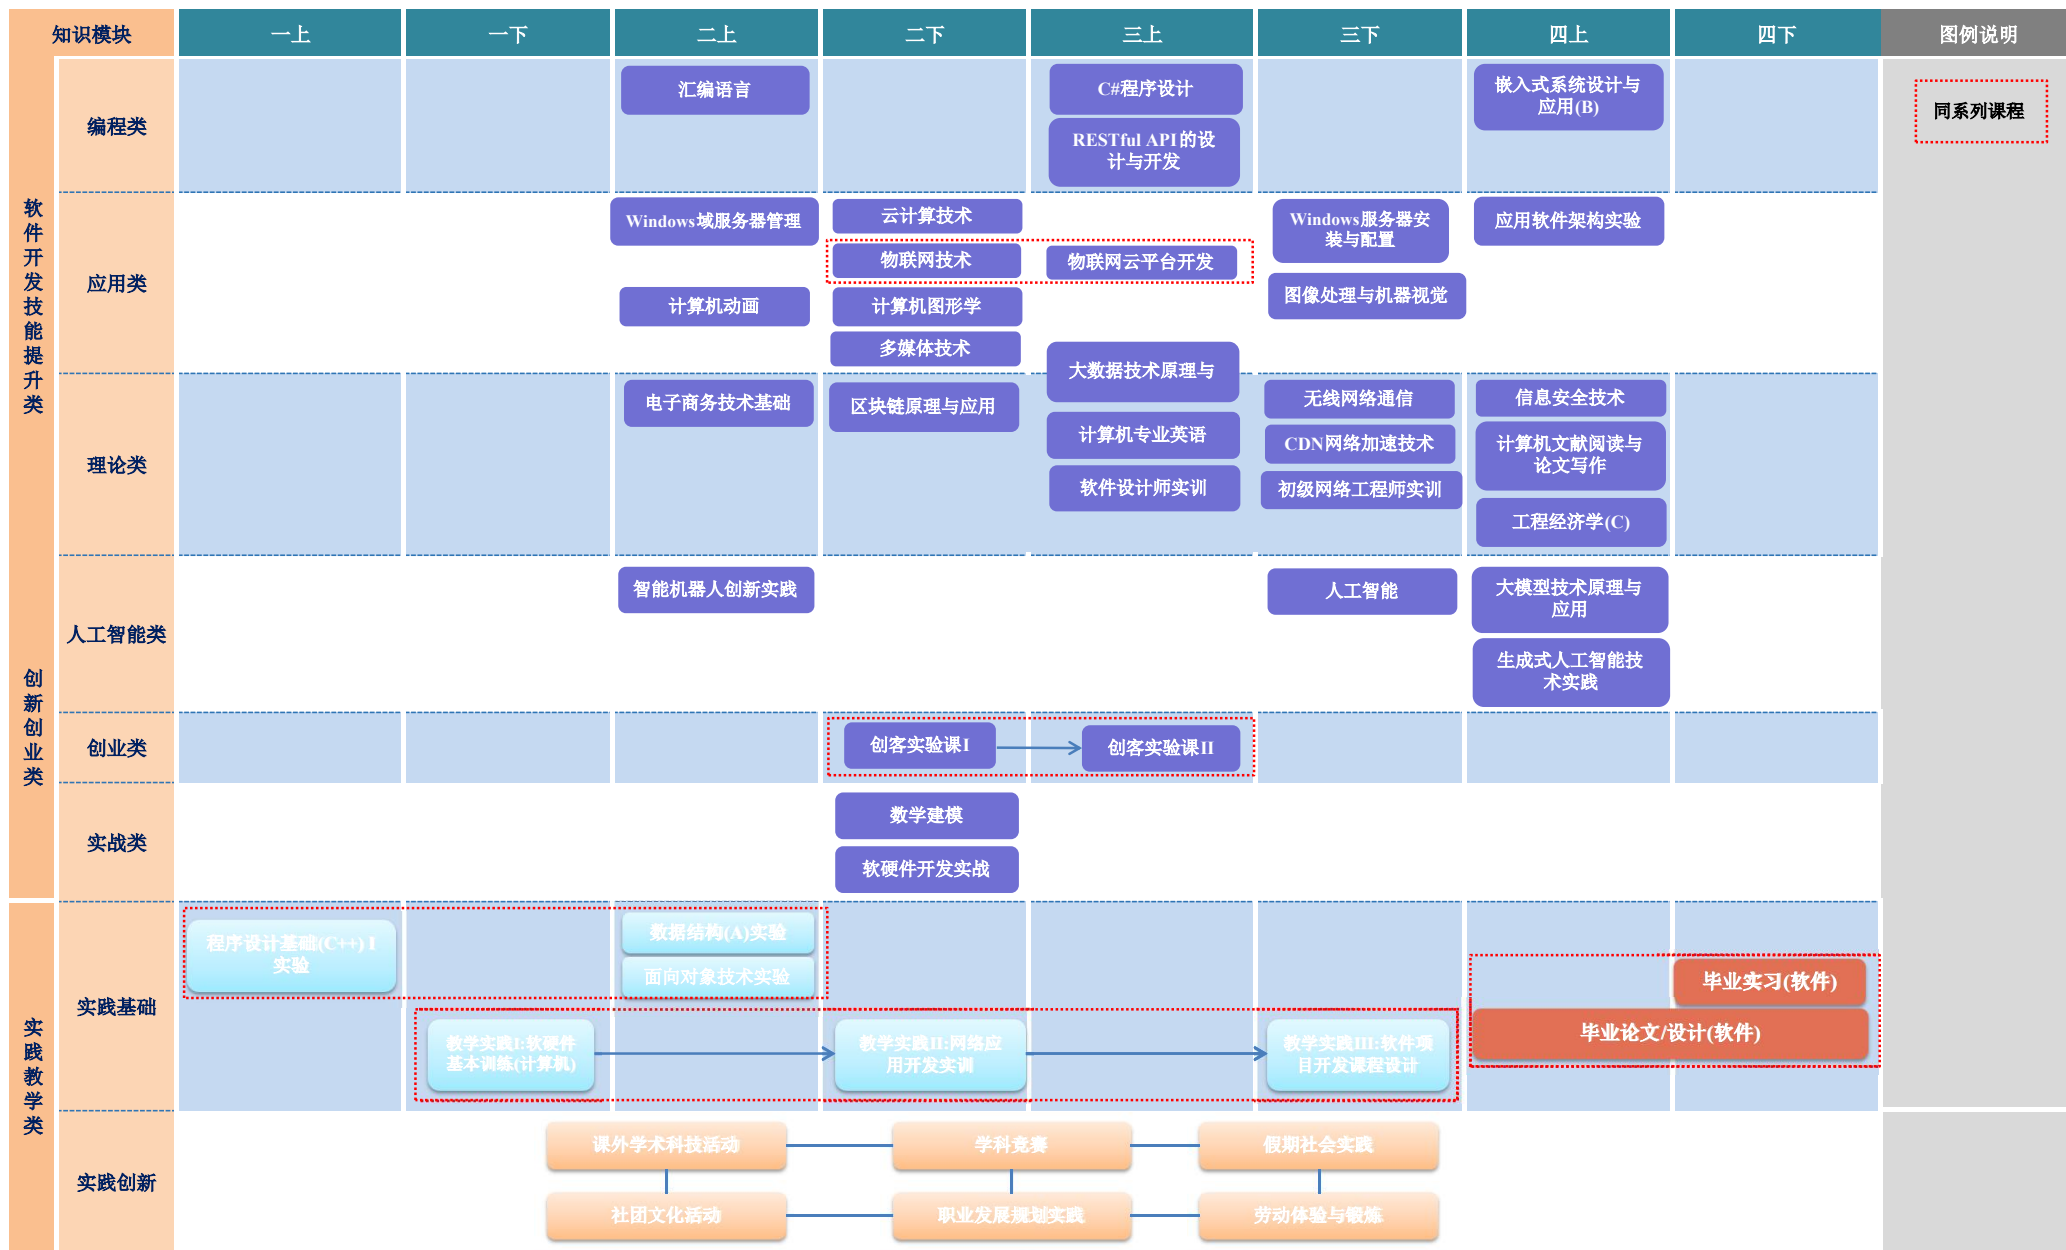 知识模块
一上
一下
二上
二下
三上
三下
四上
四下
图例说明
软件开发技能提升类
编程类
汇编语言
C#程序设计
RESTful API的设
计与开发
嵌入式系统设计与
应用(B)
同系列课程
应用类
Windows域服务器管理
计算机动画
云计算技术
物联网技术
计算机图形学
多媒体技术
物联网云平台开发
Windows服务器安
装与配置
图像处理与机器视觉
应用软件架构实验
理论类
电子商务技术基础
区块链原理与应用
大数据技术原理与
计算机专业英语
软件设计师实训
无线网络通信
CDN网络加速技术
初级网络工程师实训
信息安全技术
计算机文献阅读与
论文写作
工程经济学(C)
创新创业类
人工智能类
智能机器人创新实践
人工智能
大模型技术原理与
应用
生成式人工智能技
术实践
创业类
创客实验课I
创客实验课II
实战类
数学建模
软硬件开发实战
实践教学类
实践基础
程序设计基础(C++) I
实验
数据结构(A)实验
面向对象技术实验
教学实践I:软硬件
基本训练(计算机)
教学实践II:网络应
用开发实训
教学实践III:软件项
目开发课程设计
毕业实习(软件)
毕业论文/设计(软件)
实践创新
课外学术科技活动
学科竞赛
假期社会实践
社团文化活动
职业发展规划实践
劳动体验与锻炼